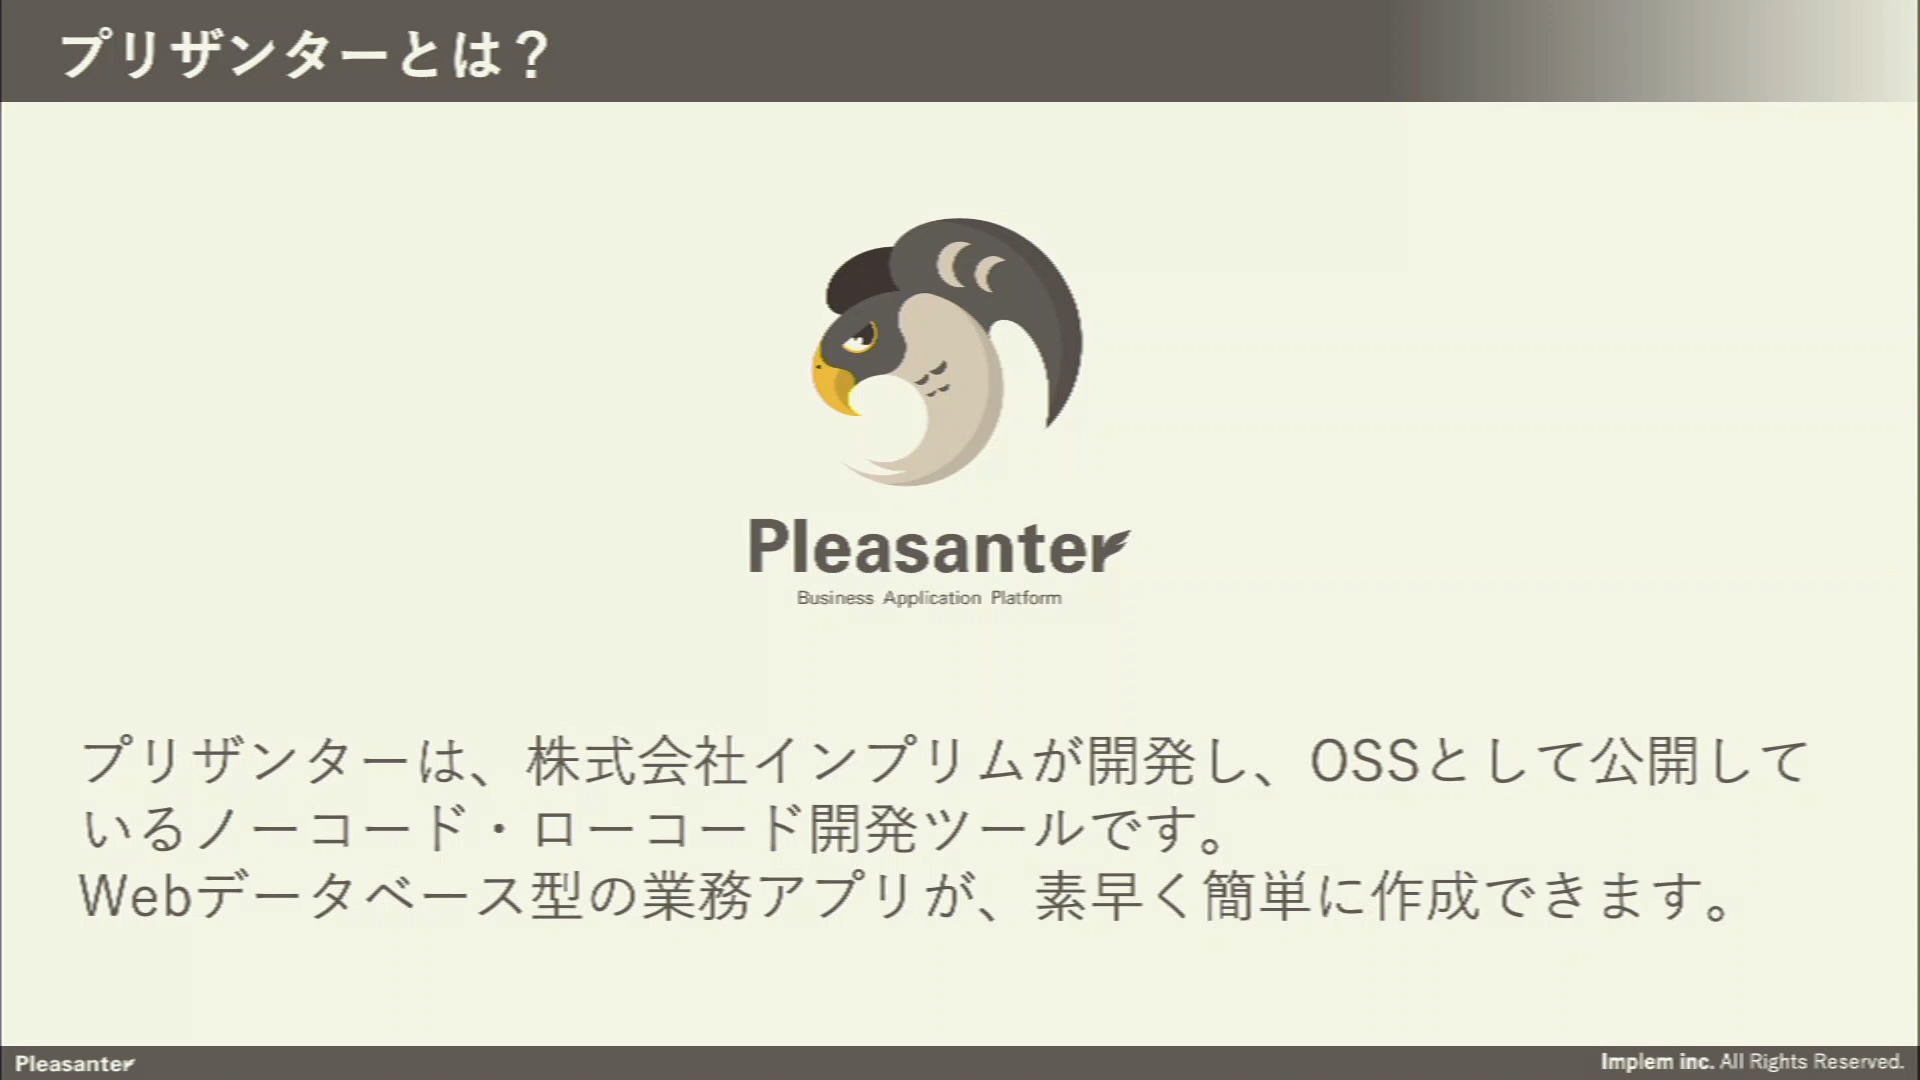 プリザンターとは？
Pleasanter
Business Application Platform
プリザンターは、株式会社インプリムが開発し、OSSとして公開して
いるノーコード・ローコード開発ツールです。
Webデータベース型の業務アプリが、素早く簡単に作成できます。
Pleasanter
Implem inc. All Rights Reserved.